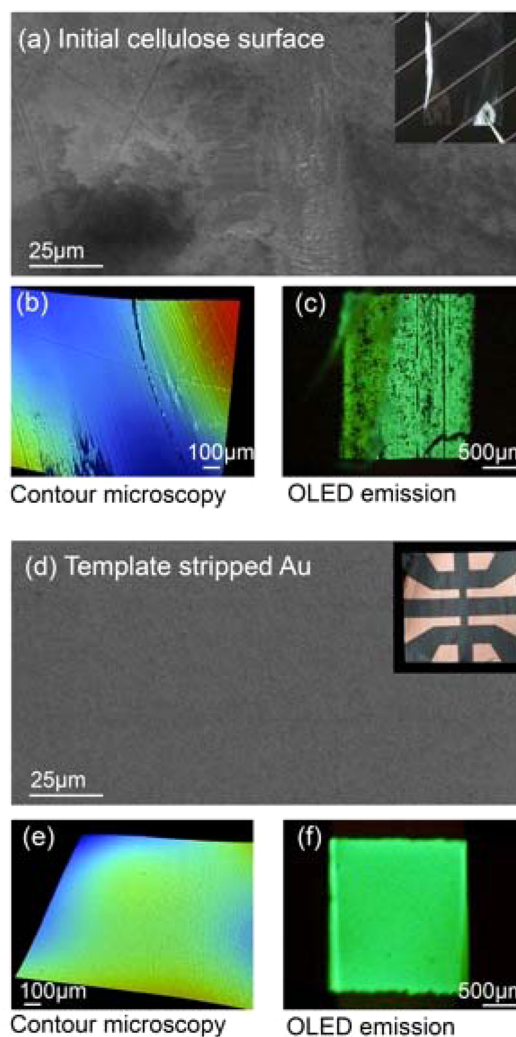 (a) Initial cellulose surface
25μm
(b)
100μm
Contour microscopy
(c)
500μm
OLED emission
(d) Template stripped Au
25μm
(e)
100μm
Contour microscopy
(f)
500μm
OLED emission